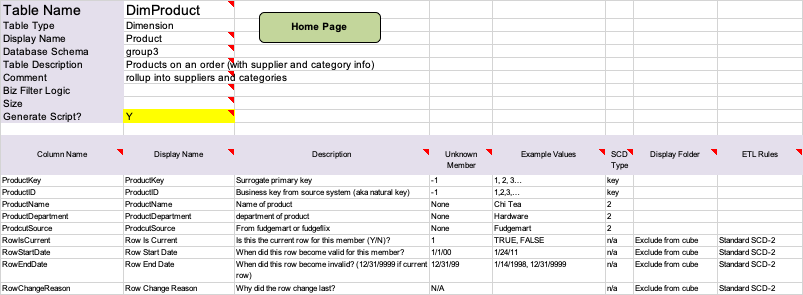 Table Name DimProduct
Home Page
Table Type Dimension
Display Name Product
Database Schema group3
Table Description Products on an order (with supplier and category info)
Comment rollup into suppliers and categories
Biz Filter Logic
Size
Generate Script? Y
Column Name Display Name Description Unknown Member Example Values SCD Type Display Folder ETL Rules
ProductKey ProductKey Surrogate primary key -1 1, 2, 3... key
ProductID ProductID Business key from source system (aka natural key) -1 1,2,3,... key
ProductName ProductName Name of product None Chi Tea 2
ProductDepartment ProductDepartment department of product None Hardware 2
ProdcutSource ProdcutSource From fudgemart or fudgeflix None Fudgemart 2
RowIsCurrent Row Is Current Is this the current row for this member (Y/N)? 1 TRUE, FALSE n/a Exclude from cube Standard SCD-2
RowStartDate Row Start Date When did this row become valid for this member? 1/1/00 1/24/11 n/a Exclude from cube Standard SCD-2
RowEndDate Row End Date When did this row become invalid? (12/31/9999 if current row) 12/31/99 1/14/1998, 12/31/9999 n/a Exclude from cube Standard SCD-2
RowChangeReason Row Change Reason Why did the row change last? N/A n/a Exclude from cube Standard SCD-2